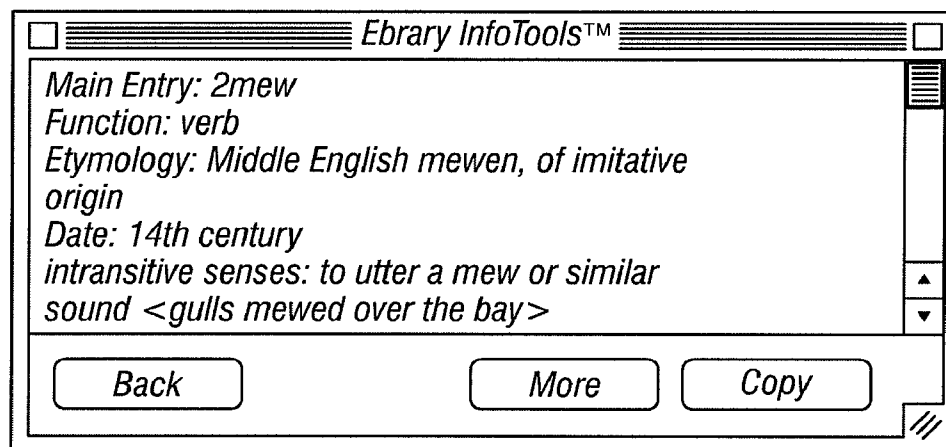 Ebrary InfoTools™
Main Entry: 2mew
Function: verb
Etymology: Middle English mewen, of imitative
origin
Date: 14th century
intransitive senses: to utter a mew or similar
sound <gulls mewed over the bay>
Back More Copy